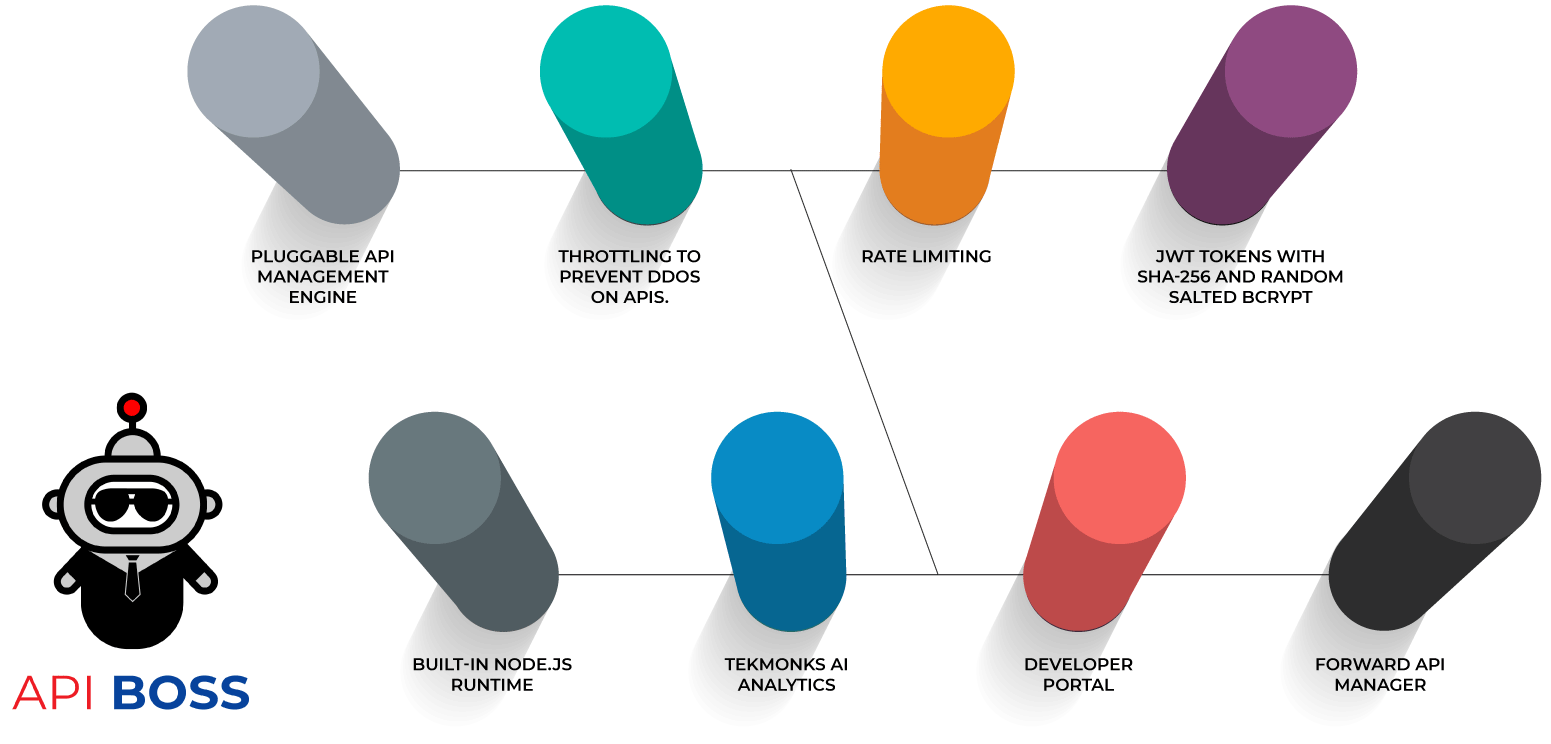 PLUGGABLE API
MANAGEMENT
ENGINE
THROTTLING TO
PREVENT DDOS
ON APIS.
RATE LIMITING
JWT TOKENS WITH
SHA-256 AND RANDOM
SALTED BCRYPT
BUILT-IN NODE.JS
RUNTIME
TEKMONKS AI
ANALYTICS
DEVELOPER
PORTAL
FORWARD API
MANAGER
API BOSS